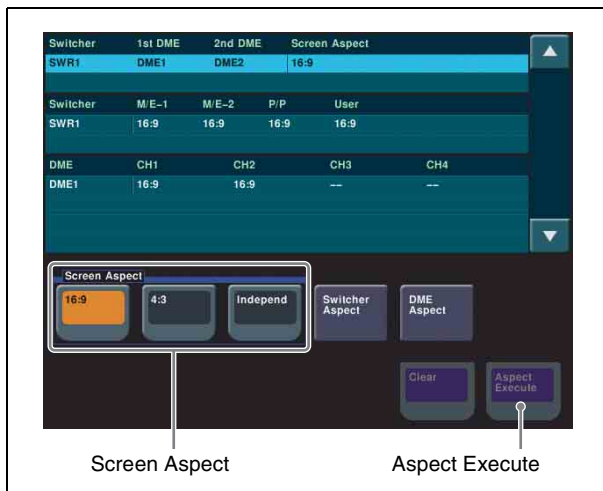 Switcher 1st DME 2nd DME Screen Aspect
SWR1 DME1 DME2 16:9
Switcher M/E–1 M/E–2 P/P User
SWR1 16:9 16:9 16:9 16:9
DME CH1 CH2 CH3 CH4
DME1 16:9 16:9 –– ––
Screen Aspect
16:9 4:3 Independ Switcher Aspect DME Aspect
Clear Aspect Execute
Screen Aspect Aspect Execute